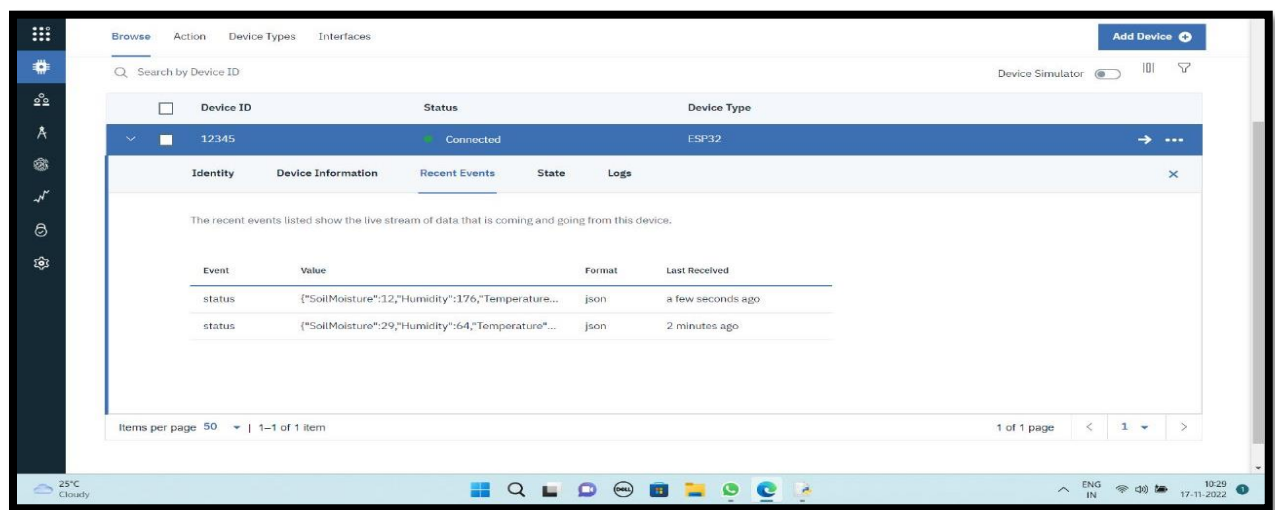 Browse Action Device Types Interfaces Add Device
Search by Device ID Device Simulator
Device ID Status Device Type
12345 Connected ESP32
Identity Device Information Recent Events State Logs
The recent events listed show the live stream of data that is coming and going from this device.
Event Value Format Last Received
status {"SoilMoisture":12,"Humidity":176,"Temperature... json a few seconds ago
status {"SoilMoisture":29,"Humidity":64,"Temperature"... json 2 minutes ago
Items per page 50 | 1–1 of 1 item 1 of 1 page 1
25°C
Cloudy
DELL
ENG
IN
10:29
17-11-2022
1